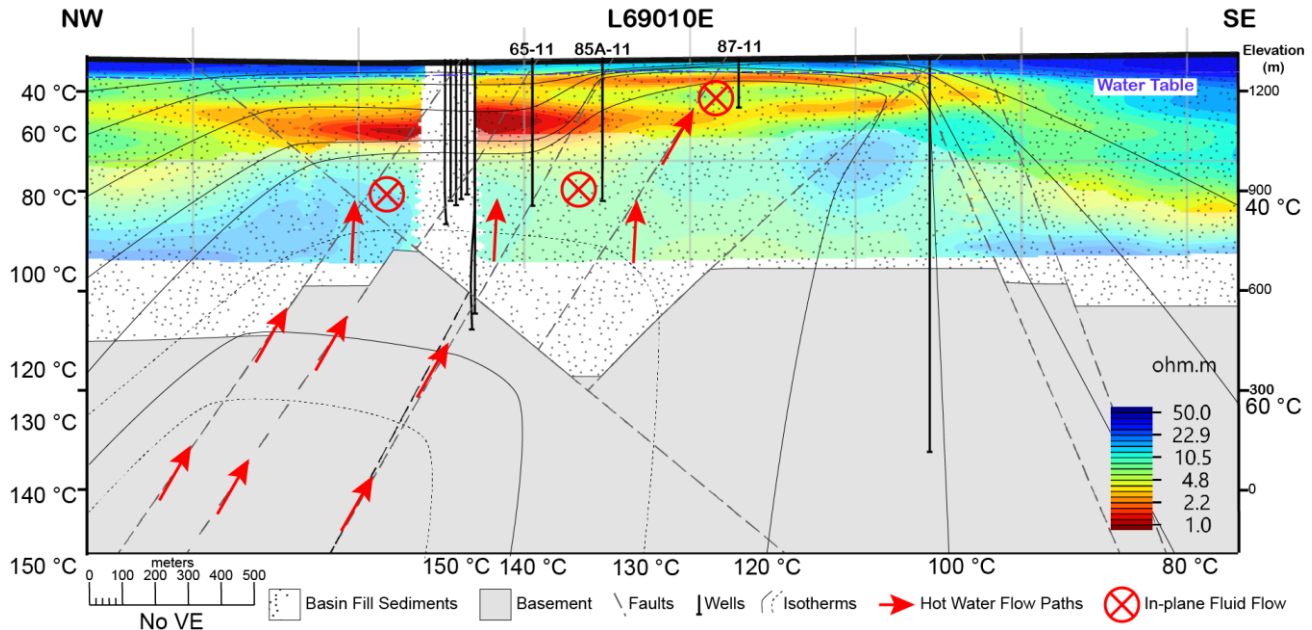 NW
L69010E
SE
65-11
85A-11
87-11
Elevation
(m)
40 °C
1200
Water Table
60 °C
80 °C
900
40 °C
100 °C
600
120 °C
ohm.m
300
60 °C
130 °C
50.0
22.9
10.5
4.8
2.2
1.0
140 °C
0
150 °C
150 °C
140 °C
130 °C
120 °C
100 °C
80 °C
meters
0 100 200 300 400 500
No VE
Basin Fill Sediments
Basement
Faults
Wells
Isotherms
Hot Water Flow Paths
In-plane Fluid Flow